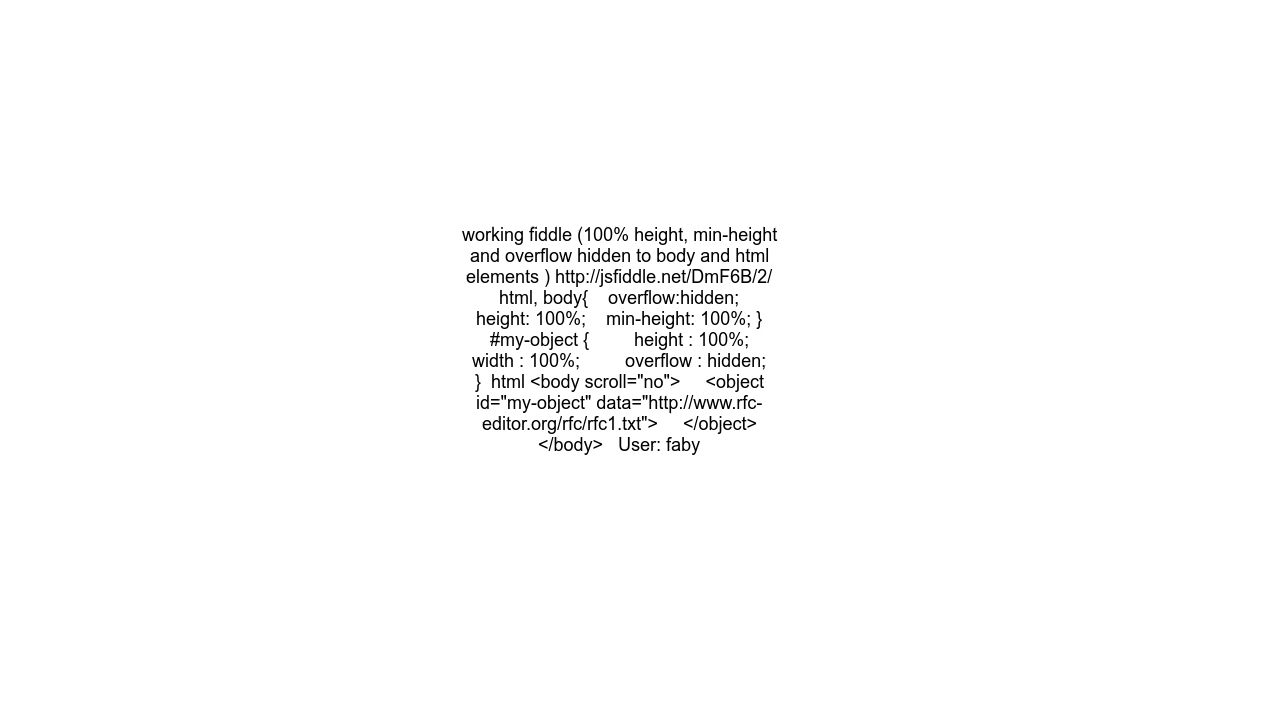 working fiddle (100% height, min-height
and overflow hidden to body and html
elements ) http://jsfiddle.net/DmF6B/2/
html, body{    overflow:hidden;
height: 100%;    min-height: 100%; }
#my-object {         height : 100%;
width : 100%;         overflow : hidden;
}  html <body scroll="no">     <object
id="my-object" data="http://www.rfc-
editor.org/rfc/rfc1.txt">     </object>
</body>   User: faby